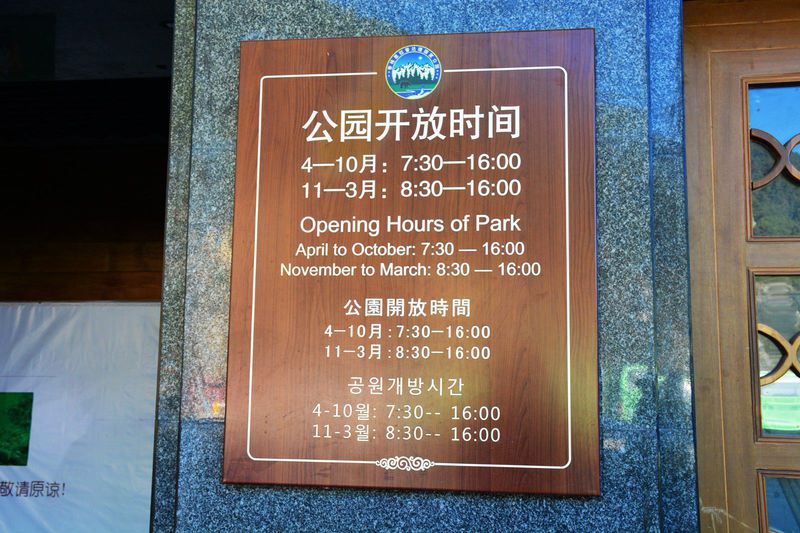 公园开放时间
4—10月：7:30—16:00
11—3月：8:30—16:00
Opening Hours of Park
April to October: 7:30 — 16:00
November to March: 8:30 — 16:00
公園開放時間
4-10月：7:30-16:00
11-3月：8:30-16:00
공원개방시간
4-10월: 7:30-- 16:00
11-3월: 8:30-- 16:00
敬请原谅!